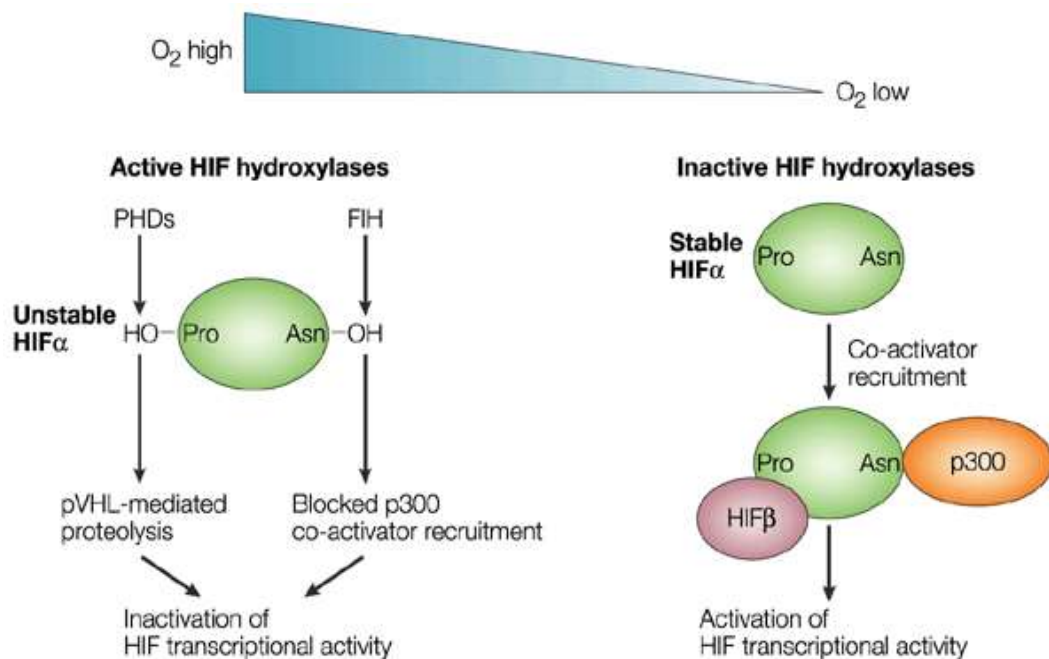 O₂ high
O₂ low
Active HIF hydroxylases
PHDs
FIH
Unstable
HIFα
HO
Pro
Asn
OH
pVHL-mediated
proteolysis
Blocked p300
co-activator recruitment
Inactivation of
HIF transcriptional activity
Inactive HIF hydroxylases
Stable
HIFα
Pro
Asn
Co-activator
recruitment
Pro
Asn
p300
HIFβ
Activation of
HIF transcriptional activity